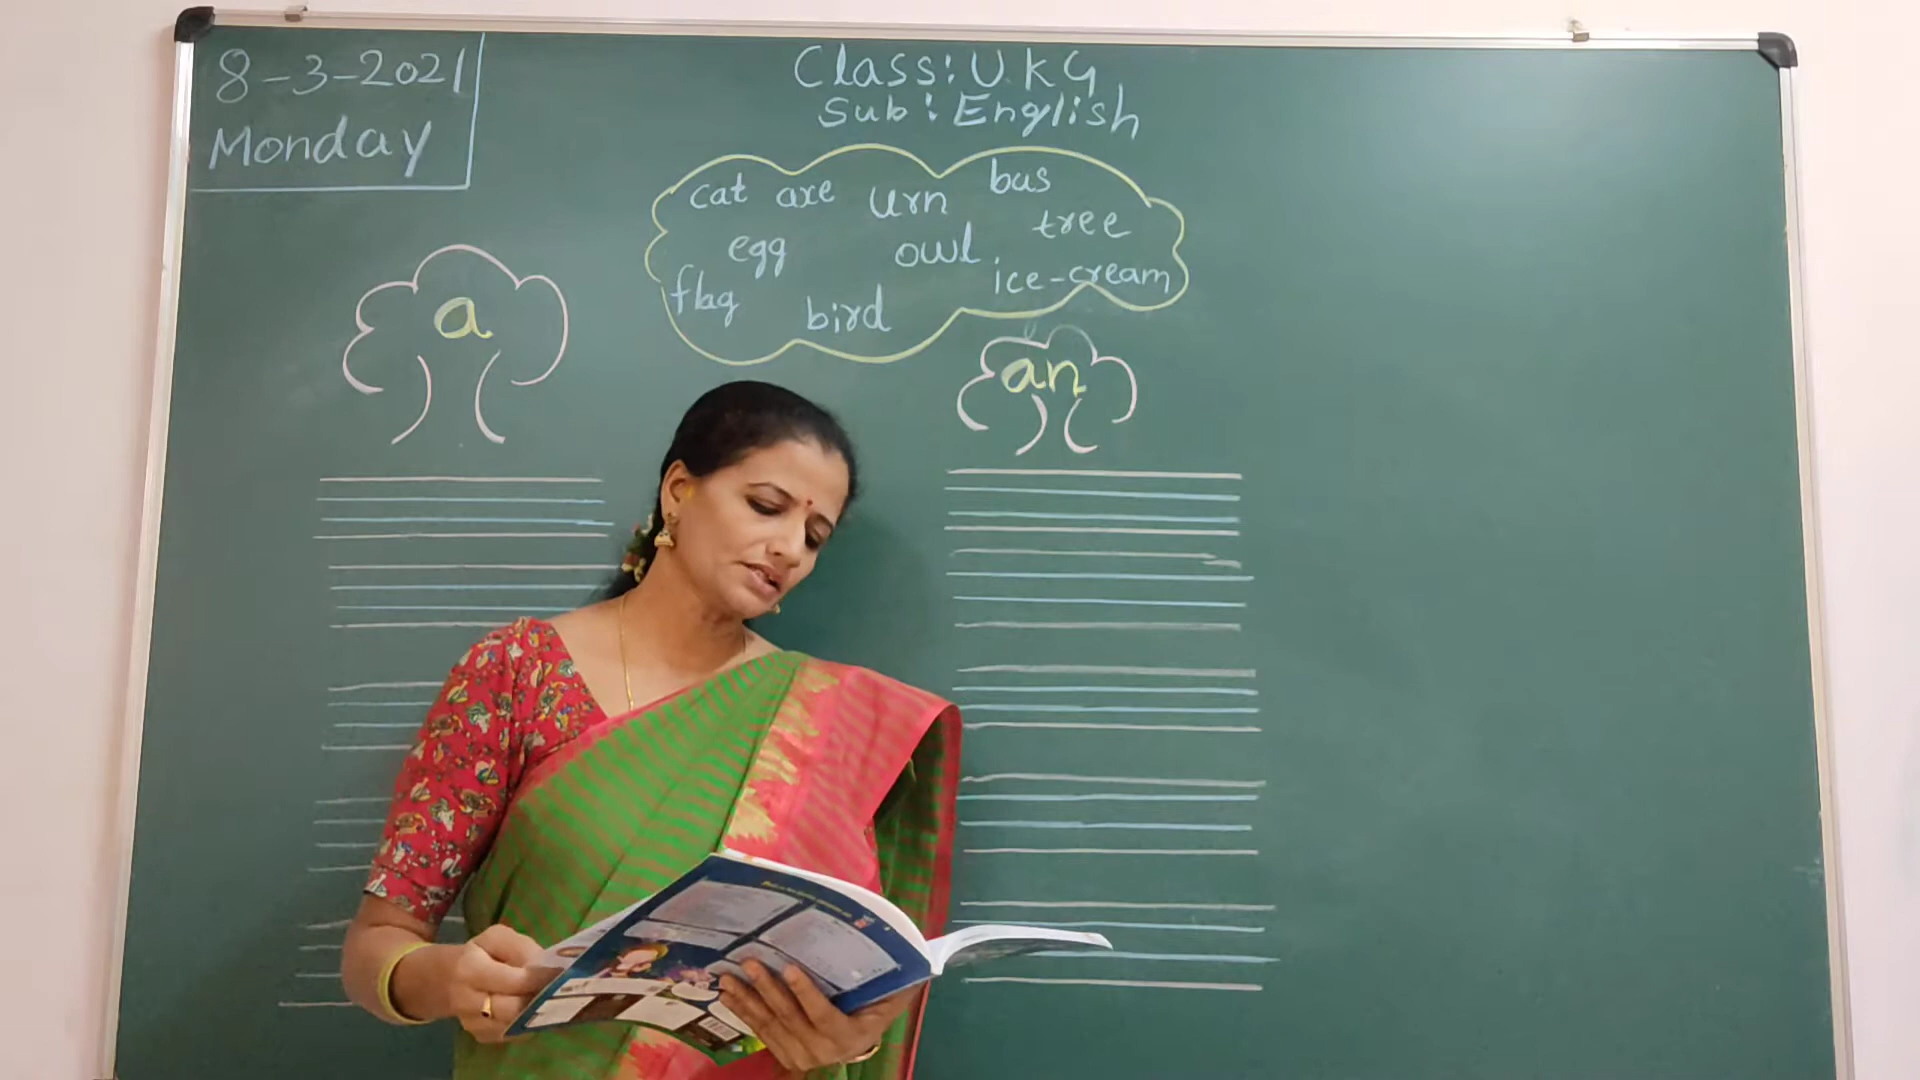 8-3-2021
Monday
Class: U.K.G
Sub: English
cat axe urn bus
tree
egg owl
ice-cream
flag
bird
a
an